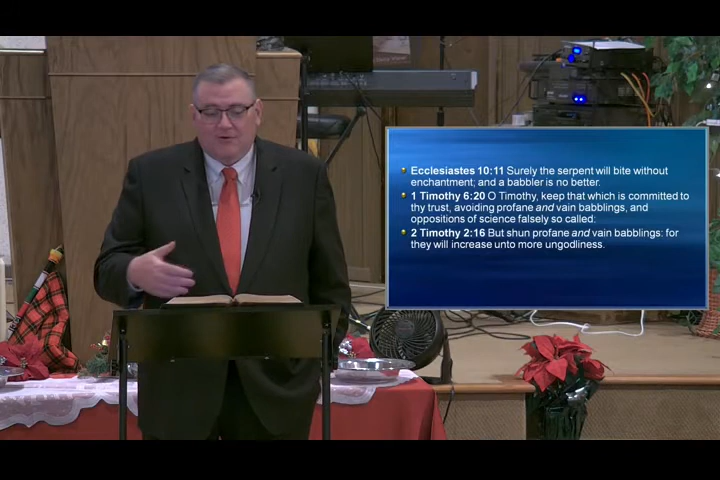 Ecclesiastes 10:11 Surely the serpent will bite without
enchantment; and a babbler is no better.
1 Timothy 6:20 O Timothy, keep that which is committed to
thy trust, avoiding profane and vain babblings, and
oppositions of science falsely so called:
2 Timothy 2:16 But shun profane and vain babblings: for
they will increase unto more ungodliness.